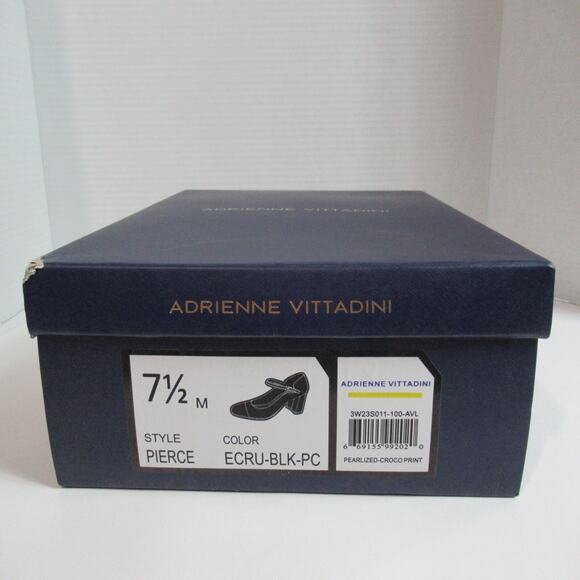 ADRIENNE VITTADINI
ADRIENNE VITTADINI
7½ M
STYLE
PIERCE
COLOR
ECRU-BLK-PC
ADRIENNE VITTADINI
3W23S011-100-AVL
6 69155 99202 0
PEARLIZED-CROCO PRINT